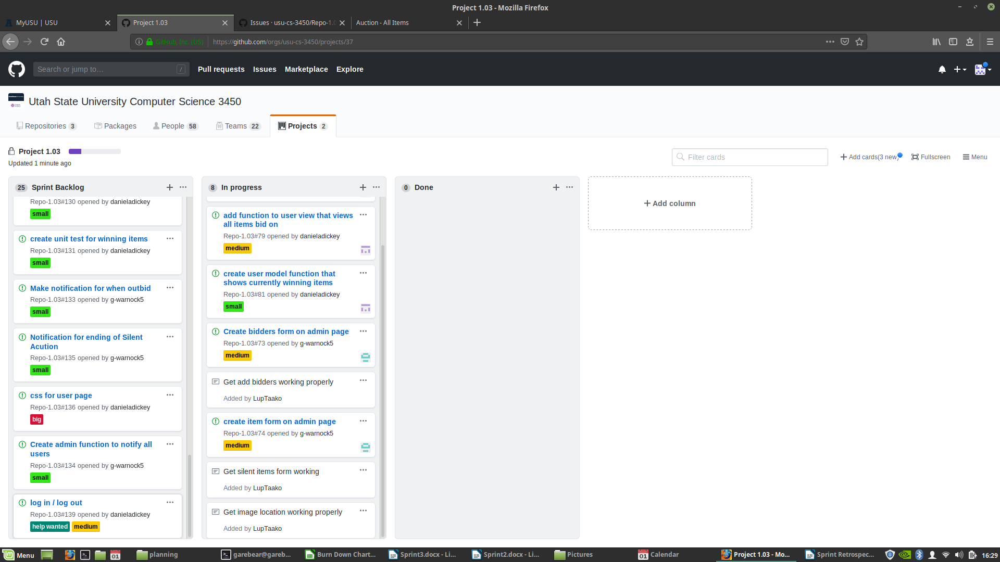 Project 1.03 - Mozilla Firefox
MyUSU | USU
Project 1.03
Issues · usu-cs-3450/Repo-1.0
Auction - All Items
GitHub, Inc. (US)
https://github.com/orgs/usu-cs-3450/projects/37
Search or jump to…
/
Pull requests
Issues
Marketplace
Explore
Utah State University Computer Science 3450
Repositories 3
Packages
People 58
Teams 22
Projects 2
Project 1.03
Updated 1 minute ago
Filter cards
Add cards(3 new)
Fullscreen
Menu
25 Sprint Backlog
Repo-1.03#130 opened by danieladickey
small
create unit test for winning items
Repo-1.03#131 opened by danieladickey
small
Make notification for when outbid
Repo-1.03#133 opened by g-warnock5
small
Notification for ending of Silent
Acution
Repo-1.03#135 opened by g-warnock5
small
css for user page
Repo-1.03#136 opened by danieladickey
big
Create admin function to notify all
users
Repo-1.03#134 opened by g-warnock5
small
log in / log out
Repo-1.03#139 opened by danieladickey
help wanted medium
8 In progress
add function to user view that views
all items bid on
Repo-1.03#79 opened by danieladickey
medium
create user model function that
shows currently winning items
Repo-1.03#81 opened by danieladickey
small
Create bidders form on admin page
Repo-1.03#73 opened by g-warnock5
medium
Get add bidders working properly
Added by LupTaako
create item form on admin page
Repo-1.03#74 opened by g-warnock5
medium
Get silent items form working
Added by LupTaako
Get image location working properly
Added by LupTaako
0 Done
Add column
Menu
01
planning
garebear@gareb...
Burn Down Chart...
Sprint3.docx - Li...
Sprint2.docx - Li...
Pictures
01
Calendar
Project 1.03 - Mo...
Sprint Retrospec...
16:29